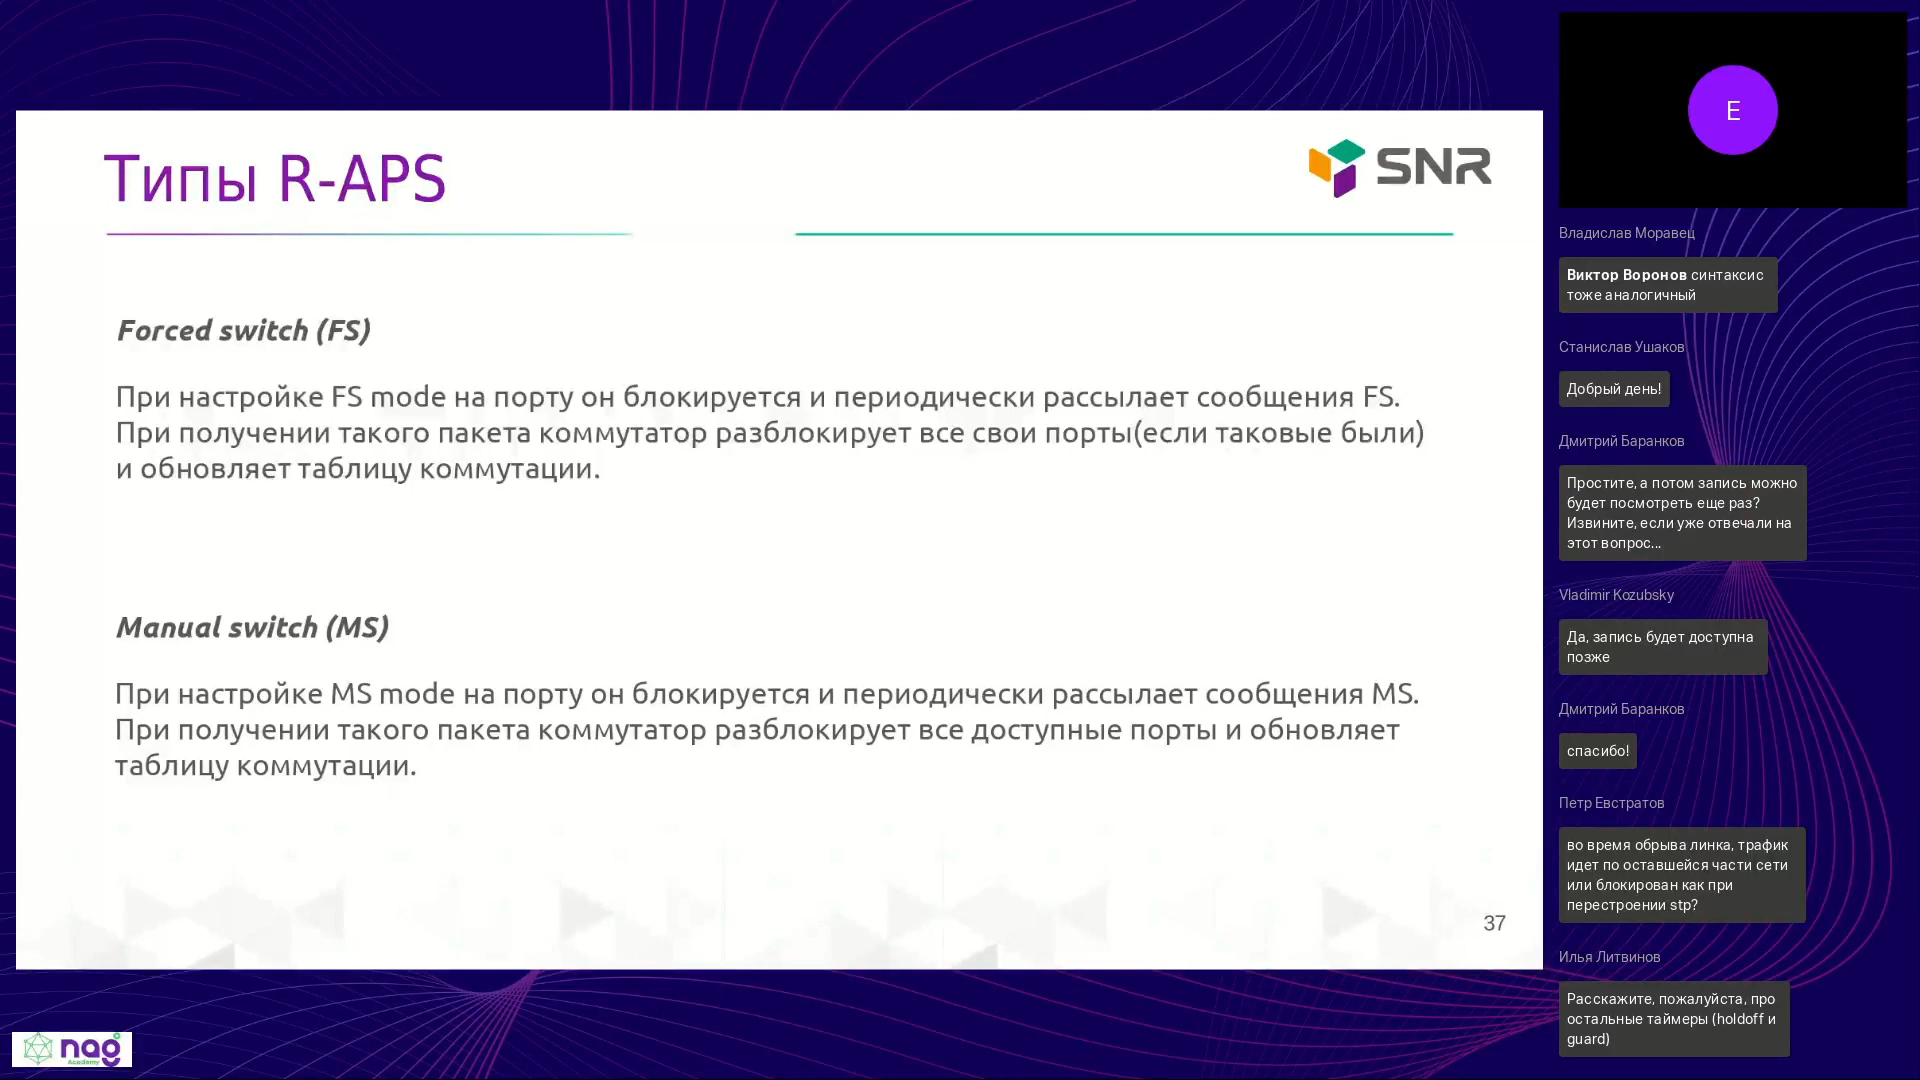 Типы R-APS
SNR
Forced switch (FS)
При настройке FS mode на порту он блокируется и периодически рассылает сообщения FS.
При получении такого пакета коммутатор разблокирует все свои порты(если таковые были)
и обновляет таблицу коммутации.
Manual switch (MS)
При настройке MS mode на порту он блокируется и периодически рассылает сообщения MS.
При получении такого пакета коммутатор разблокирует все доступные порты и обновляет
таблицу коммутации.
37
nag
Academy
E
Владислав Моравец
Виктор Воронов синтаксис
тоже аналогичный
Станислав Ушаков
Добрый день!
Дмитрий Баранков
Простите, а потом запись можно
будет посмотреть еще раз?
Извините, если уже отвечали на
этот вопрос...
Vladimir Kozubsky
Да, запись будет доступна
позже
Дмитрий Баранков
спасибо!
Петр Евстратов
во время обрыва линка, трафик
идет по оставшейся части сети
или блокирован как при
перестроении stp?
Илья Литвинов
Расскажите, пожалуйста, про
остальные таймеры (holdoff и
guard)